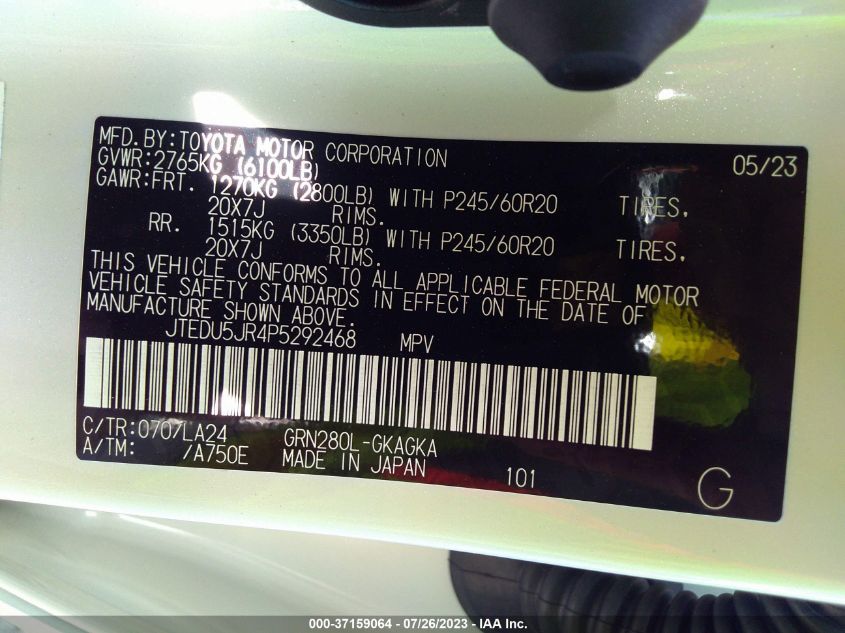 MFD.BY:TOYOTA MOTOR CORPORATION 05/23
GVWR:2765KG (6100LB)
GAWR:FRT. 1270KG (2800LB) WITH P245/60R20 TIRES,
20X7J RIMS.
RR. 1515KG (3350LB) WITH P245/60R20 TIRES,
20X7J RIMS.
THIS VEHICLE CONFORMS TO ALL APPLICABLE FEDERAL MOTOR
VEHICLE SAFETY STANDARDS IN EFFECT ON THE DATE OF
MANUFACTURE SHOWN ABOVE.
JTEDU5JR4P5292468 MPV
C/TR:070/LA24 GRN280L-GKAGKA
A/TM: /A750E MADE IN JAPAN 101 G
000-37159064 - 07/26/2023 - IAA Inc.